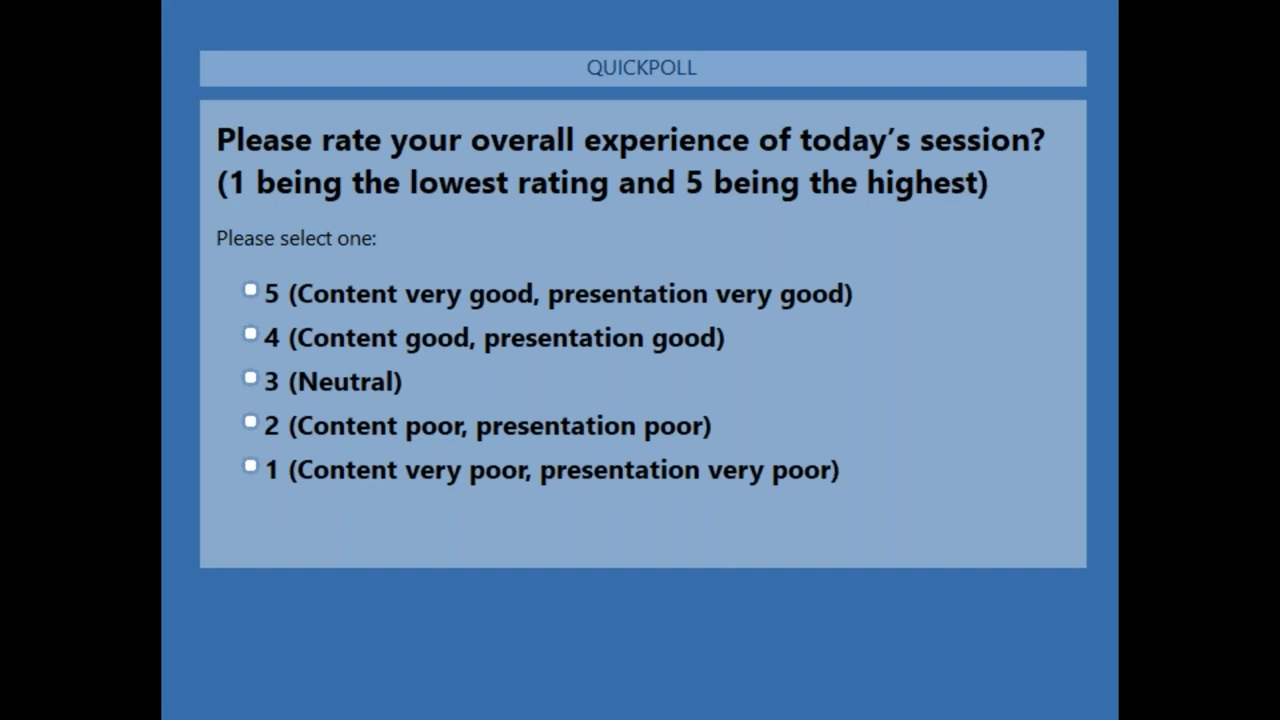 QUICKPOLL
Please rate your overall experience of today’s session?
(1 being the lowest rating and 5 being the highest)
Please select one:
5 (Content very good, presentation very good)
4 (Content good, presentation good)
3 (Neutral)
2 (Content poor, presentation poor)
1 (Content very poor, presentation very poor)